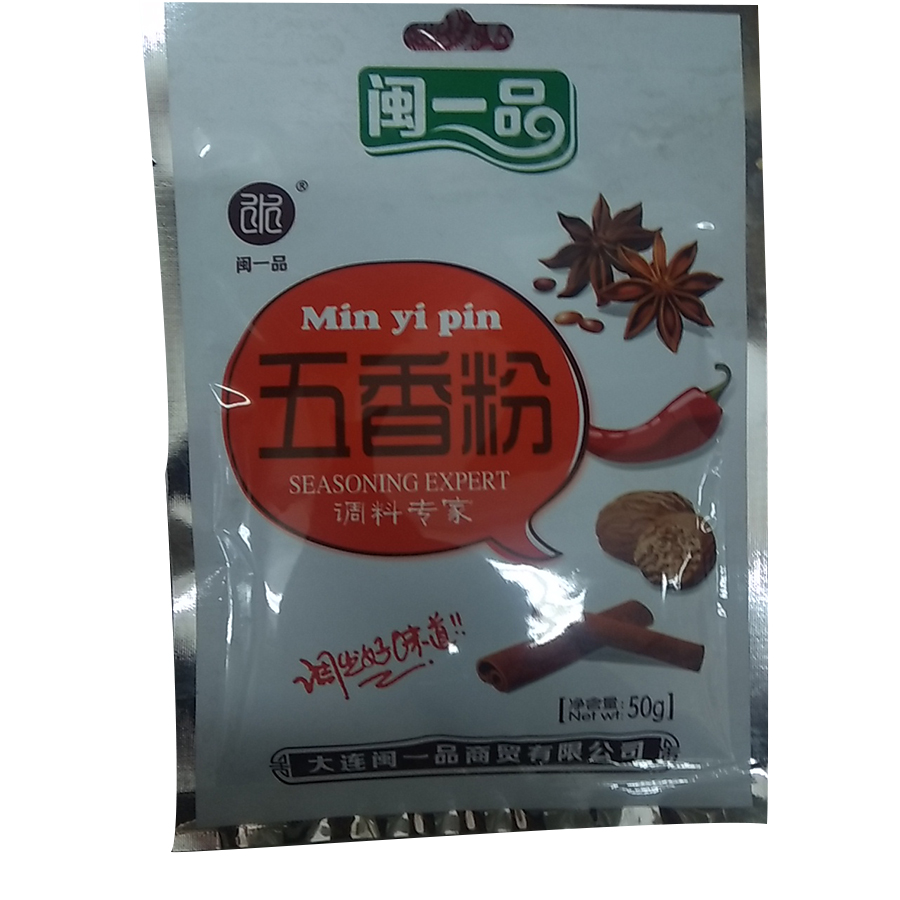 闽一品
®
闽一品
Min yi pin
五香粉
SEASONING EXPERT
调料专家
调出好味道!!
[净含量:
Net wt: 50g]
大连闽一品商贸有限公司